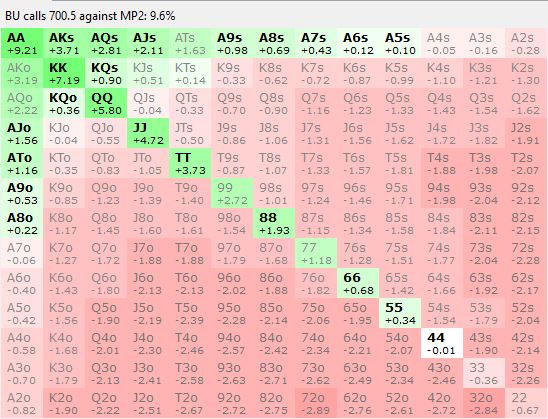 BU calls 700.5 against MP2: 9.6%
AA AKs AQs AJs ATs A9s A8s A7s A6s A5s A4s A3s A2s
+9.21 +3.71 +2.81 +2.11 +1.63 +0.98 +0.69 +0.43 +0.12 +0.10 -0.05 -0.16 -0.28
AKo KK KQs KJs KTs K9s K8s K7s K6s K5s K4s K3s K2s
+3.19 +7.19 +0.90 +0.51 +0.14 -0.33 -0.62 -0.72 -0.87 -0.99 -1.10 -1.21 -1.30
AQo KQo QQ QJs QTs Q9s Q8s Q7s Q6s Q5s Q4s Q3s Q2s
+2.22 +0.36 +5.80 -0.04 -0.33 -0.70 -0.90 -1.16 -1.23 -1.33 -1.43 -1.54 -1.62
AJo KJo QJo JJ JTs J9s J8s J7s J6s J5s J4s J3s J2s
+1.56 -0.04 -0.55 +4.72 -0.50 -0.86 -1.06 -1.31 -1.56 -1.62 -1.72 -1.82 -1.91
ATo KTo QTo JTo TT T9s T8s T7s T6s T5s T4s T3s T2s
+1.16 -0.35 -0.83 -1.05 +3.73 -0.87 -1.07 -1.33 -1.57 -1.81 -1.88 -1.98 -2.07
A9o K9o Q9o J9o T9o 99 98s 97s 96s 95s 94s 93s 92s
+0.53 -0.85 -1.23 -1.39 -1.40 +2.72 -1.01 -1.24 -1.46 -1.71 -1.98 -2.04 -2.12
A8o K8o Q8o J8o T8o 98o 88 87s 86s 85s 84s 83s 82s
+0.22 -1.17 -1.45 -1.60 -1.61 -1.54 +1.93 -1.15 -1.34 -1.58 -1.84 -2.11 -2.15
A7o K7o Q7o J7o T7o 97o 87o 77 76s 75s 74s 73s 72s
-0.06 -1.27 -1.72 -1.88 -1.88 -1.79 -1.68 +1.18 -1.28 -1.51 -1.77 -2.04 -2.28
A6o K6o Q6o J6o T6o 96o 86o 76o 66 65s 64s 63s 62s
-0.40 -1.43 -1.80 -2.13 -2.13 -2.02 -1.88 -1.82 +0.68 -1.42 -1.66 -1.92 -2.17
A5o K5o Q5o J5o T5o 95o 85o 75o 65o 55 54s 53s 52s
-0.42 -1.56 -1.90 -2.19 -2.39 -2.28 -2.14 -2.06 -1.95 +0.34 -1.54 -1.79 -2.04
A4o K4o Q4o J4o T4o 94o 84o 74o 64o 54o 44 43s 42s
-0.58 -1.68 -2.01 -2.30 -2.46 -2.57 -2.42 -2.34 -2.21 -2.07 -0.01 -1.90 -2.14
A3o K3o Q3o J3o T3o 93o 83o 73o 63o 53o 43o 33 32s
-0.70 -1.79 -2.13 -2.41 -2.58 -2.63 -2.71 -2.62 -2.49 -2.34 -2.46 -0.36 -2.26
A2o K2o Q2o J2o T2o 92o 82o 72o 62o 52o 42o 32o 22
-0.82 -1.90 -2.22 -2.51 -2.67 -2.72 -2.76 -2.89 -2.76 -2.61 -2.72 -2.84 0.67